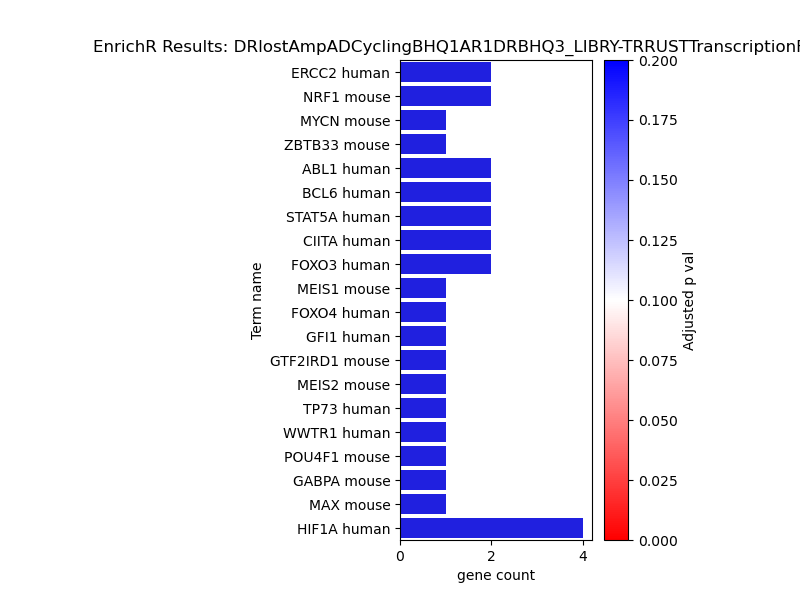 EnrichR Results: DRlostAmpADCyclingBHQ1AR1DRBHQ3_LIBRY-TRRUSTTranscription
ERCC2 human
NRF1 mouse
MYCN mouse
ZBTB33 mouse
ABL1 human
BCL6 human
STAT5A human
CIITA human
FOXO3 human
MEIS1 mouse
FOXO4 human
GFI1 human
GTF2IRD1 mouse
MEIS2 mouse
TP73 human
WWTR1 human
POU4F1 mouse
GABPA mouse
MAX mouse
HIF1A human
Term name
0 2 4
gene count
0.200
0.175
0.150
0.125
0.100
0.075
0.050
0.025
0.000
Adjusted p val